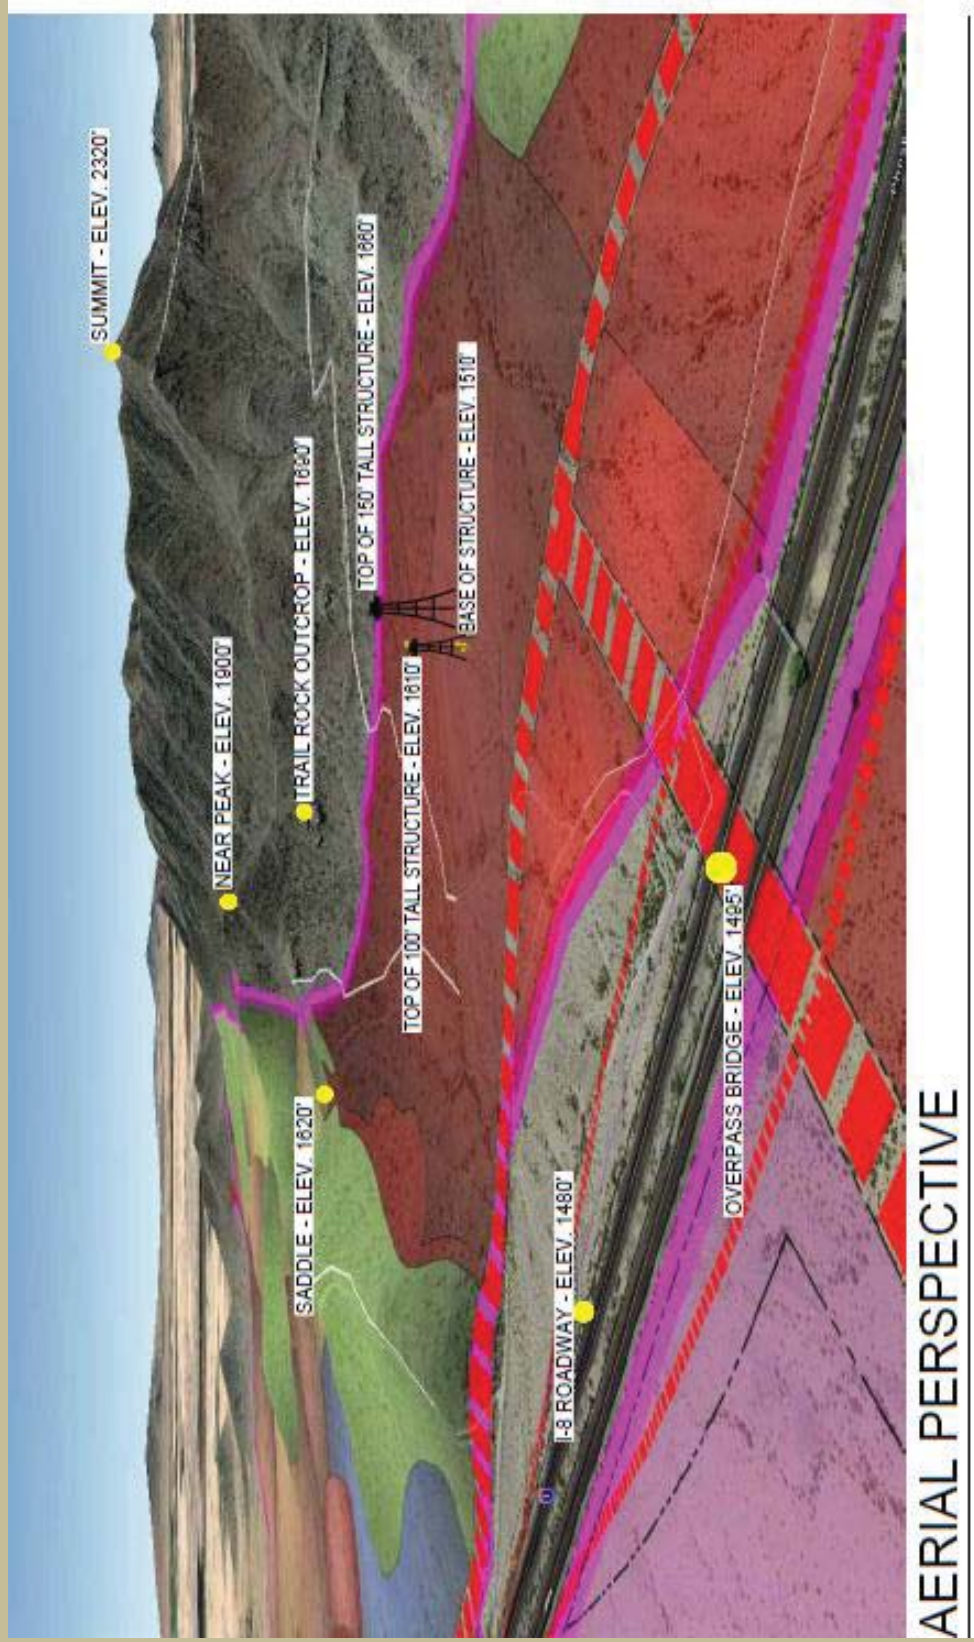 SUMMIT - ELEV. 2320'
NEAR PEAK - ELEV. 1900'
TRAIL ROCK OUTCROP - ELEV. 1690'
SADDLE - ELEV. 1620'
TOP OF 150' TALL STRUCTURE - ELEV. 1660'
TOP OF 100' TALL STRUCTURE - ELEV. 1610'
BASE OF STRUCTURE - ELEV. 1510'
I-8 ROADWAY - ELEV. 1480'
OVERPASS BRIDGE - ELEV. 1495'
AERIAL PERSPECTIVE